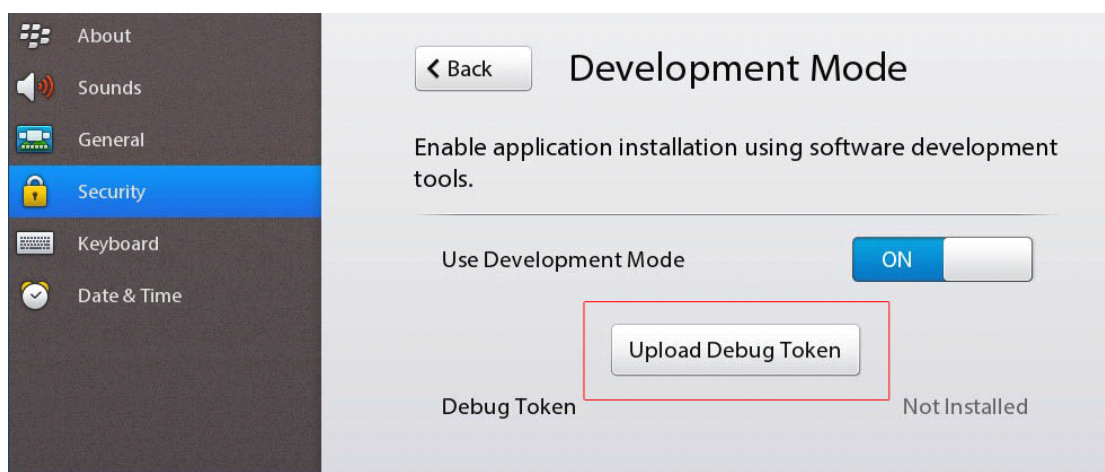 About
Sounds
General
Security
Keyboard
Date & Time
Back
Development Mode
Enable application installation using software development
tools.
Use Development Mode
ON
Upload Debug Token
Debug Token
Not Installed